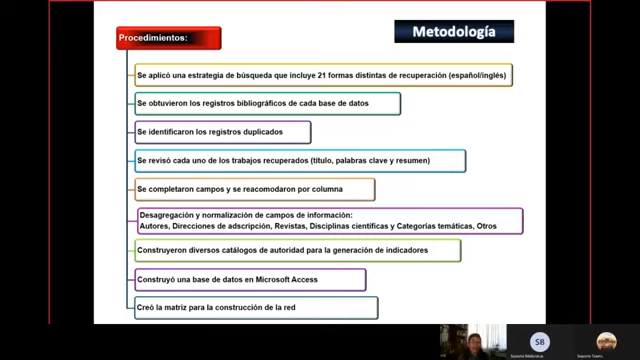 Metodología
Procedimientos:
Se aplicó una estrategia de búsqueda que incluye 21 formas distintas de recuperación (español/inglés)
Se obtuvieron los registros bibliográficos de cada base de datos
Se identificaron los registros duplicados
Se revisó cada uno de los trabajos recuperados (título, palabras clave y resumen)
Se completaron campos y se reacomodaron por columna
Desagregación y normalización de campos de información:
Autores, Direcciones de adscripción, Revistas, Disciplinas científicas y Categorías temáticas, Otros
Construyeron diversos catálogos de autoridad para la generación de indicadores
Construyó una base de datos en Microsoft Access
Creó la matriz para la construcción de la red
SB
Soporte Bibliotecas
Soporte Teams